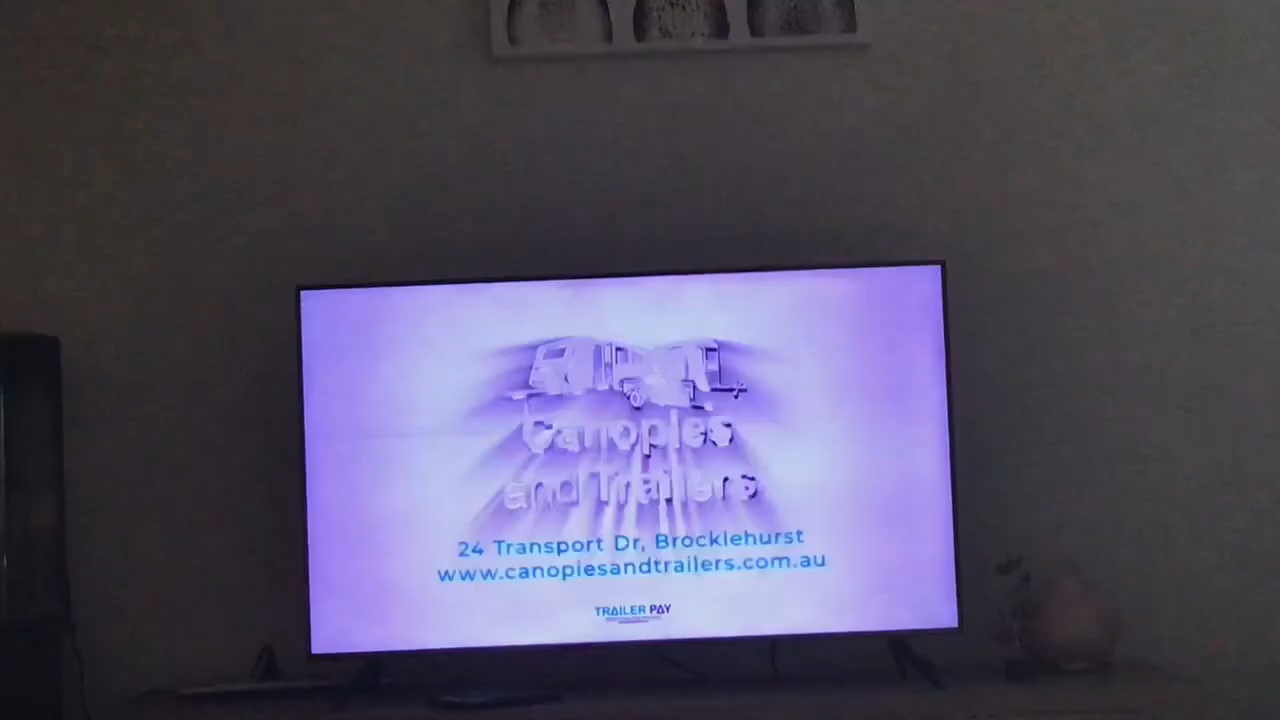 Canopies
and Trailers
24 Transport Dr, Brocklehurst
www.canopiesandtrailers.com.au
TRAILER PAY